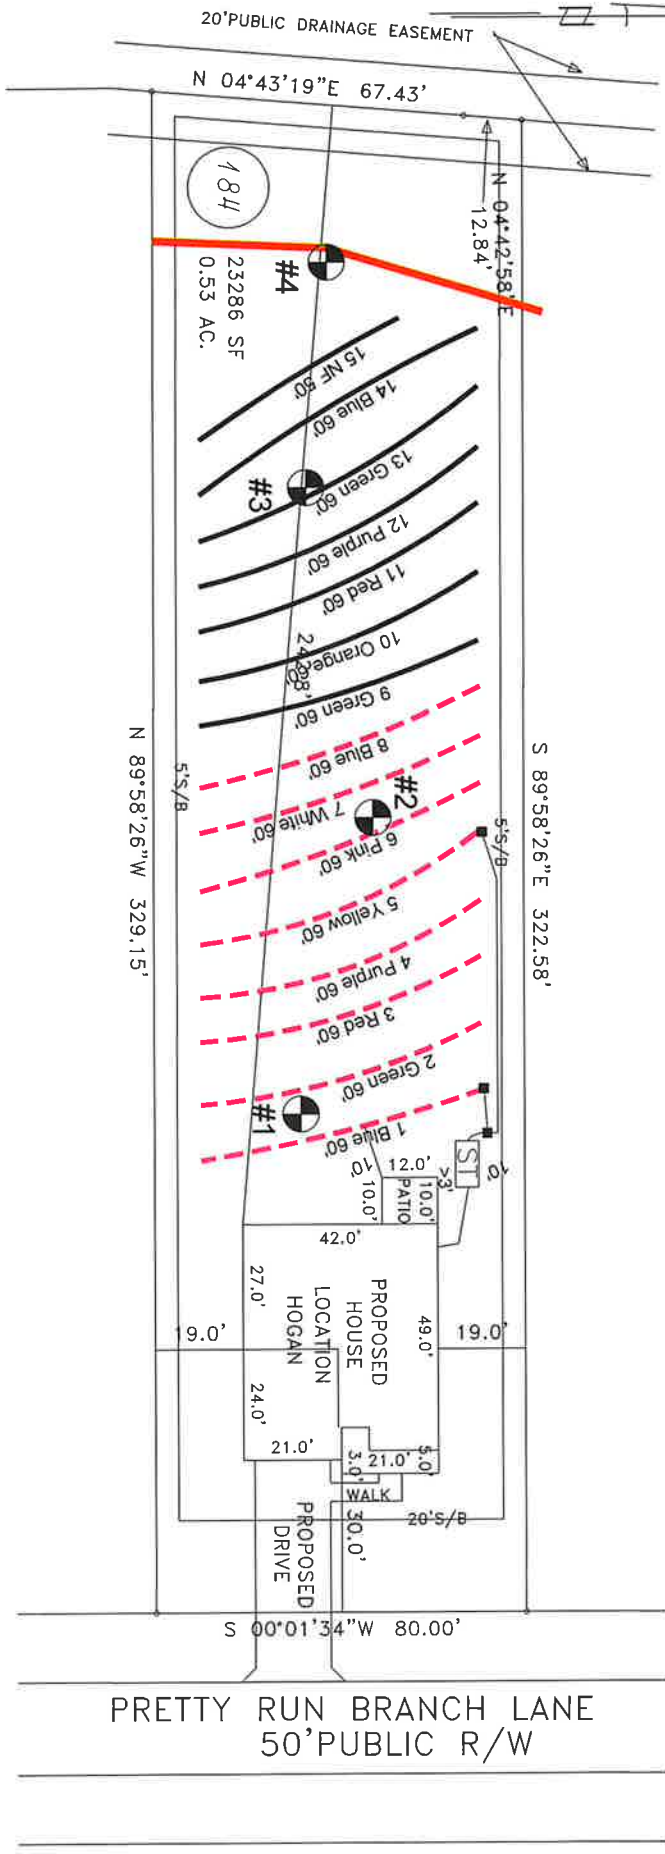 20'PUBLIC DRAINAGE EASEMENT
N 04°43'19"E 67.43'
N 04°42'58"E
12.84'
184
23286 SF
0.53 AC.
#4
15 NF 50'
14 Blue 60'
#3
13 Green 60'
12 Purple 60'
11 Red 60'
10 Orange 60'
9 Green 60'
8 Blue 60'
#2
7 White 60'
6 Pink 60'
5 Yellow 60'
4 Purple 60'
3 Red 60'
2 Green 60'
#1
1 Blue 60'
N 89°58'26"W 329.15'
5'S/B
S 89°58'26"E 322.58'
5'S/B
10'
12.0'
>3'
ST
10'
10.0'
PATIO
10.0'
42.0'
27.0'
PROPOSED
HOUSE
LOCATION
HOGAN
49.0'
19.0'
19.0'
24.0'
21.0'
3.0'
21.0'
5.0'
WALK
30.0'
20'S/B
PROPOSED
DRIVE
S 00°01'34"W 80.00'
PRETTY RUN BRANCH LANE
50'PUBLIC R/W